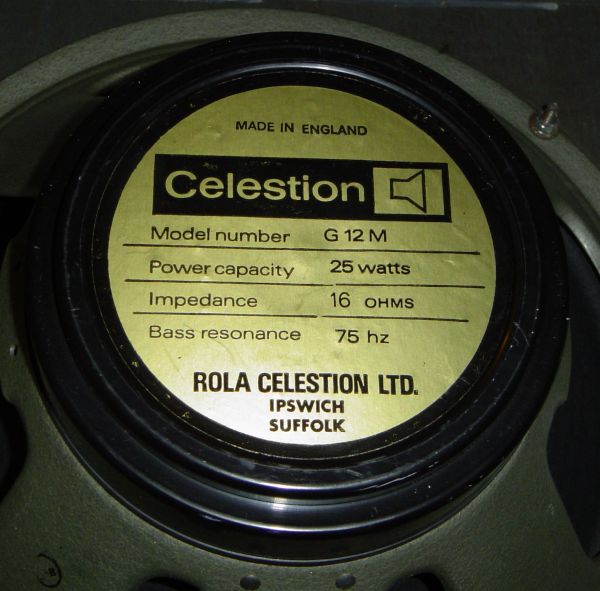 MADE IN ENGLAND
Celestion
Model number G 12 M
Power capacity 25 watts
Impedance 16 OHMS
Bass resonance 75 hz
ROLA CELESTION LTD.
IPSWICH
SUFFOLK